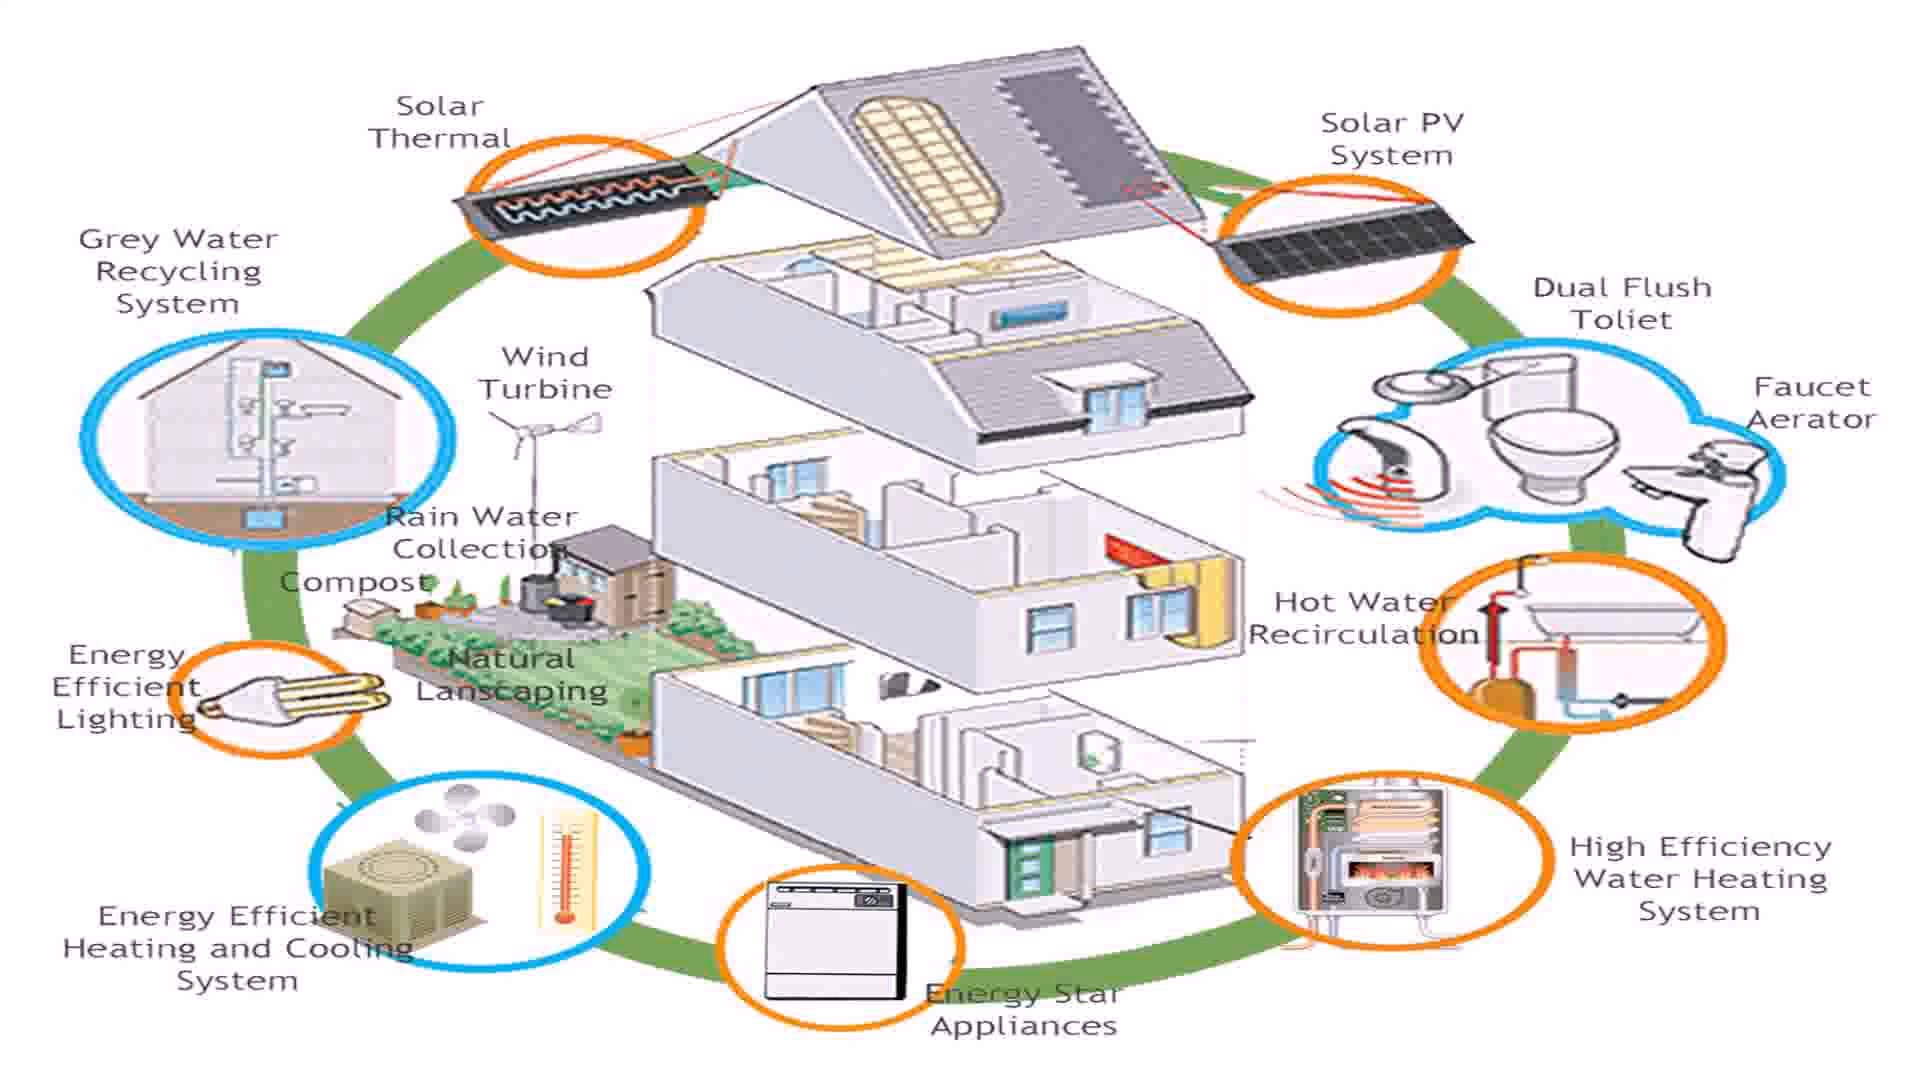 Solar
Thermal
Solar PV
System
Grey Water
Recycling
System
Dual Flush
Toliet
Wind
Turbine
Faucet
Aerator
Rain Water
Collection
Compost
Hot Water
Recirculation
Energy
Efficient
Lighting
Natural
Lanscaping
High Efficiency
Water Heating
System
Energy Efficient
Heating and Cooling
System
Energy Star
Appliances